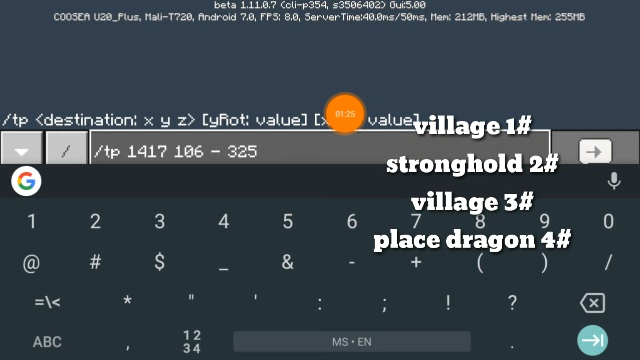 beta 1.11.0.7 (cli-p354, s3506402) Gui:5.00
COOSEA U20_Plus, Mali-T720, Android 7.0, FPS: 8.0, ServerTime:40.0ms/50ms, Mem: 212MB, Highest Mem: 255MB
/tp <destination: x y z> [yRot: value] [x value]
01:25
village 1#
/ /tp 1417 106 - 325
stronghold 2#
village 3#
place dragon 4#
G
1 2 3 4 5 6 7 8 9 0
@ # $ _ & - + ( ) /
=\< * " ' : ; ! ?
ABC , 12 34 MS • EN .